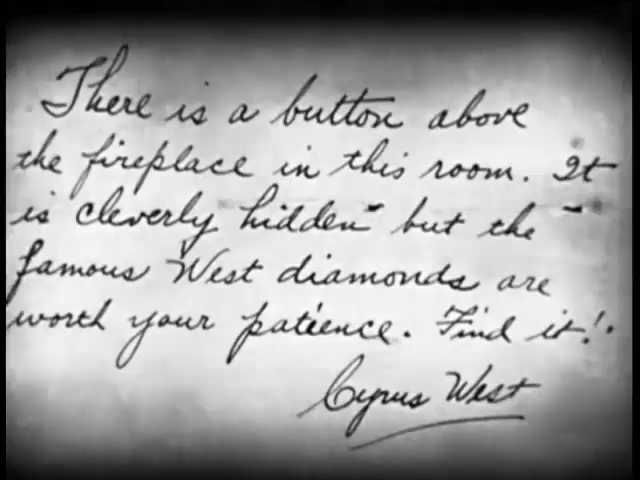 There is a button above
the fireplace in this room. It
is cleverly hidden - but the -
famous West diamonds are
worth your patience. Find it!
Cyrus West